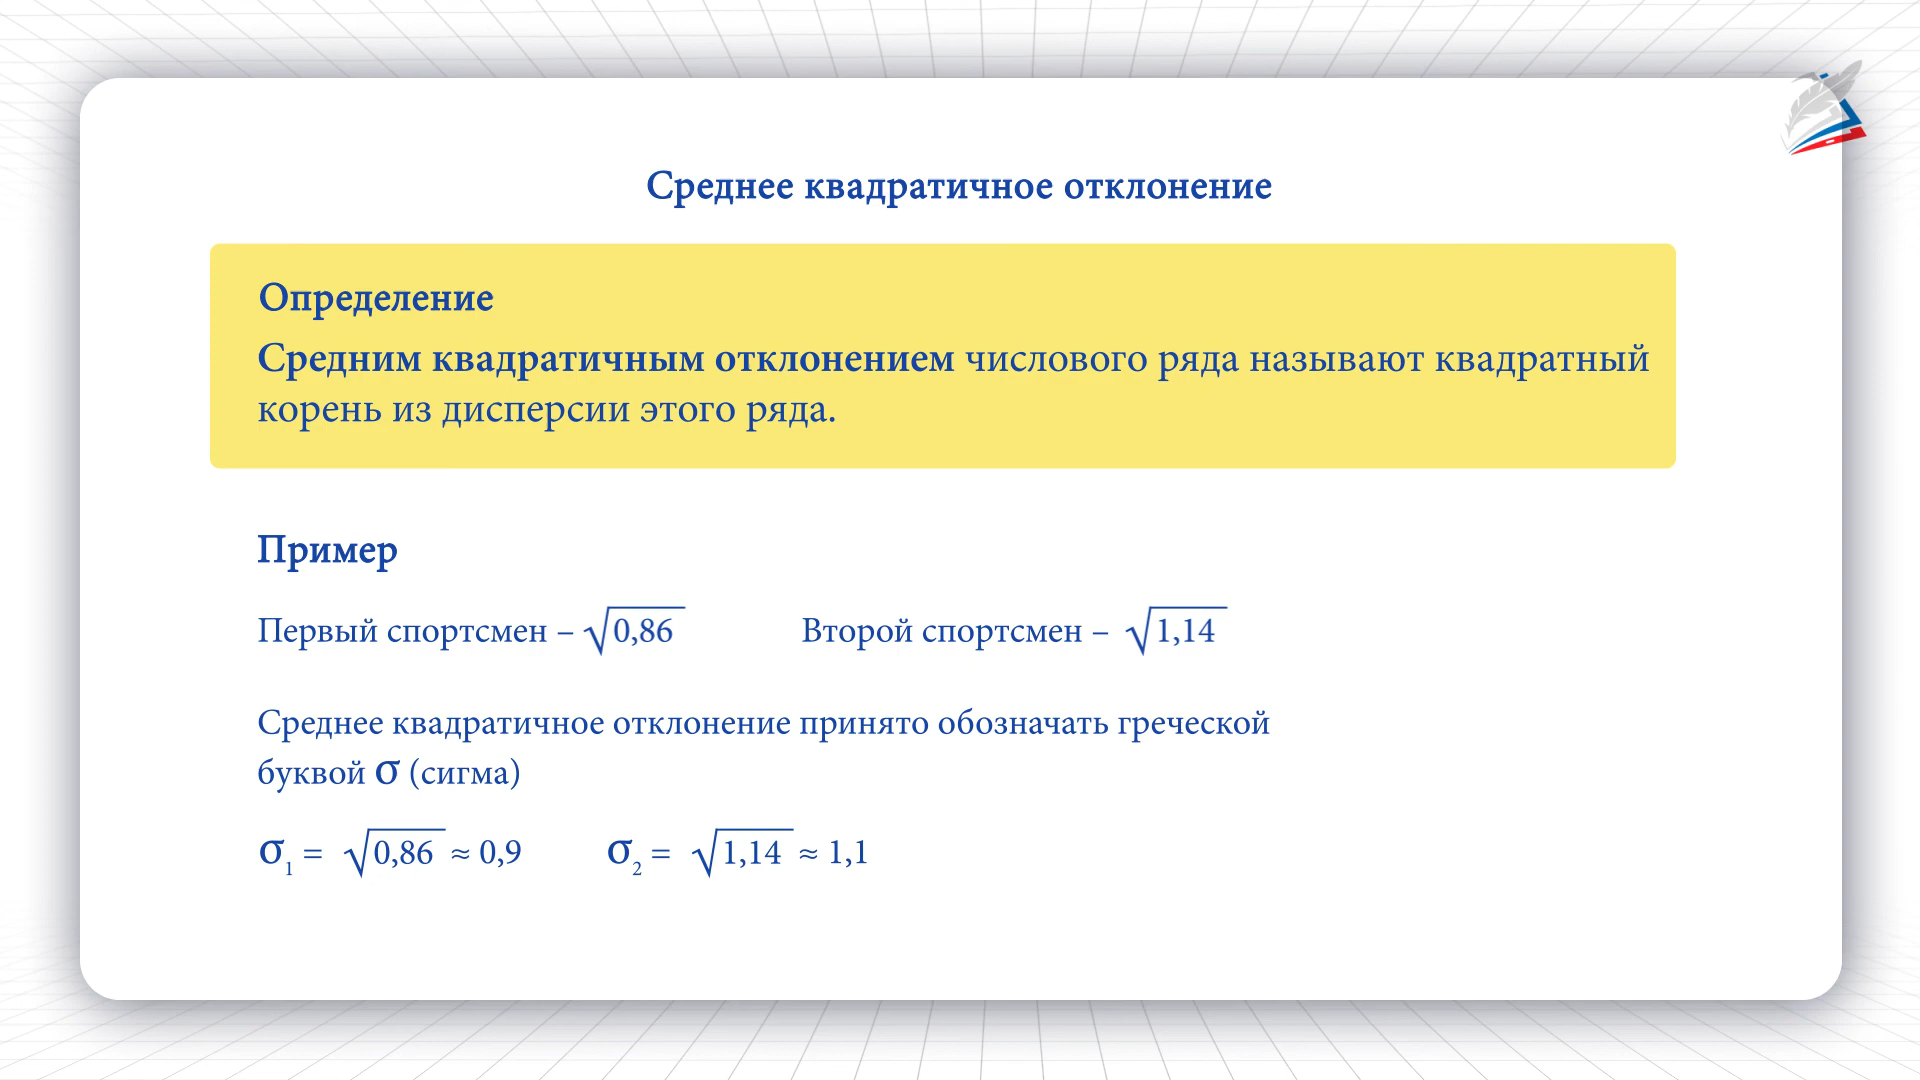 Среднее квадратичное отклонение
Определение
Средним квадратичным отклонением числового ряда называют квадратный
корень из дисперсии этого ряда.
Пример
Первый спортсмен – √0,86 Второй спортсмен – √1,14
Среднее квадратичное отклонение принято обозначать греческой
буквой σ (сигма)
σ₁ = √0,86 ≈ 0,9 σ₂ = √1,14 ≈ 1,1